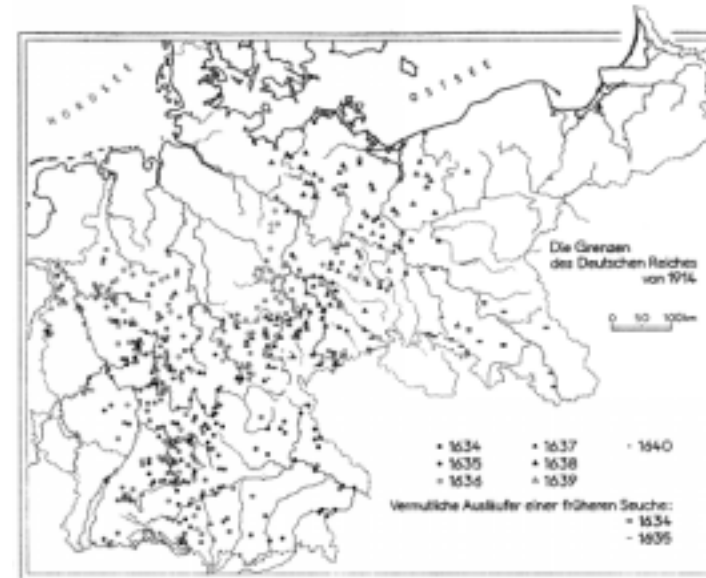 NORDSEE
OSTSEE
Die Grenzen
des Deutschen Reiches
von 1914
0 50 100km
1634 1637 1640
1635 1638
1636 1639
Vermutliche Ausläufer einer früheren Seuche:
1634
1635